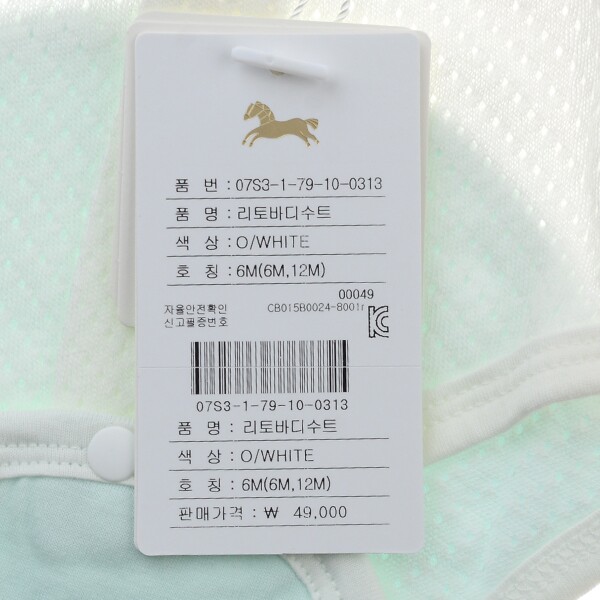 품 번 : 07S3-1-79-10-0313
품 명 : 리토바디수트
색 상 : O/WHITE
호 칭 : 6M(6M,12M)
00049
자율안전확인
신고필증번호
CB015B0024-8001r
07S3-1-79-10-0313
품 명 : 리토바디수트
색 상 : O/WHITE
호 칭 : 6M(6M,12M)
판매가격 : ₩ 49,000